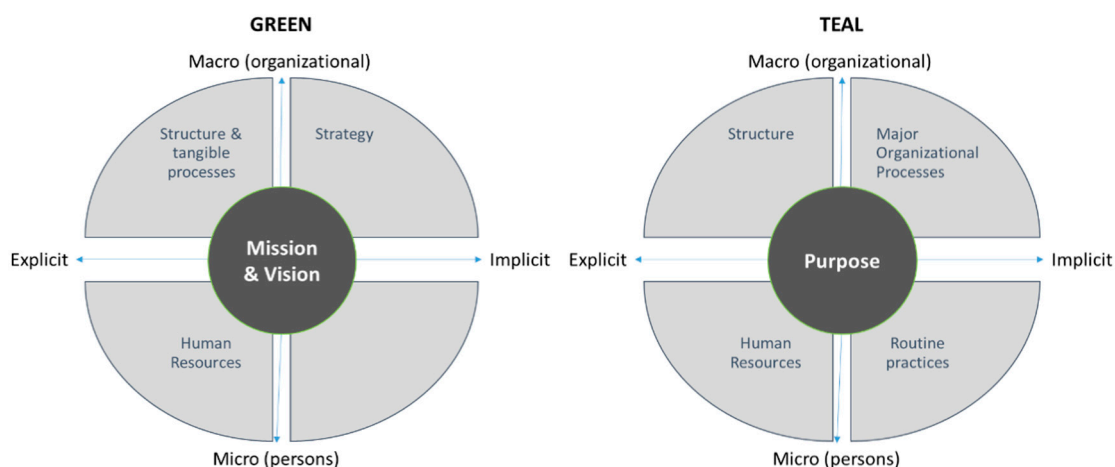 GREEN
Macro (organizational)
Structure &
tangible
processes
Strategy
Explicit
Mission
& Vision
Implicit
Human
Resources
Micro (persons)
TEAL
Macro (organizational)
Structure
Major
Organizational
Processes
Explicit
Purpose
Implicit
Human
Resources
Routine
practices
Micro (persons)